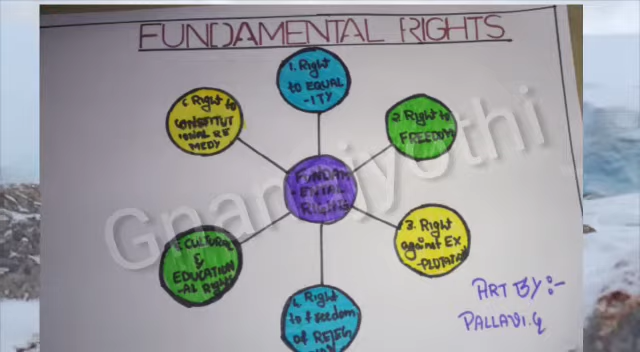 FUNDAMENTAL RIGHTS
1. Right
to EQUAL
-ITY
2. Right to
FREEDOM
3. Right
against EX
-PLOTATION
4. Right
to freedom
of RELIG
5 CULTURAL
&
EDUCATION
-AL Right
6 Right to
CONSTITUT
IONAL RE
MEDY
FUNDAM
-ENTAL
Gnanajyothi
ART BY :-
PALLAVI. G